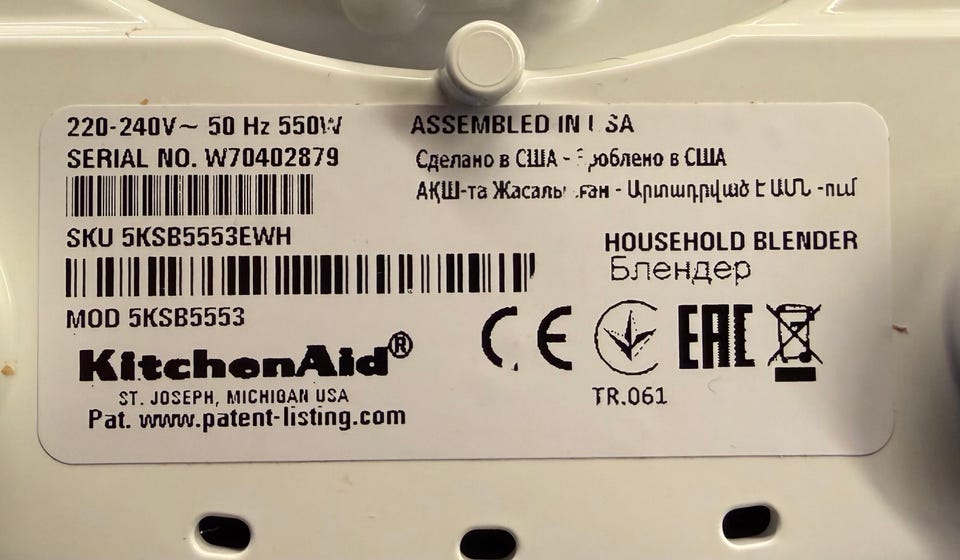 220-240V~ 50 Hz 550W
SERIAL NO. W70402879
SKU 5KSB5553EWH
MOD 5KSB5553
KitchenAid®
ST. JOSEPH, MICHIGAN USA
Pat. www.patent-listing.com
ASSEMBLED IN USA
Сделано в США - в США
АҚШ-та - Արտադրված է ԱՄՆ -ում
HOUSEHOLD BLENDER
Блендер
CE EAC
TR.061